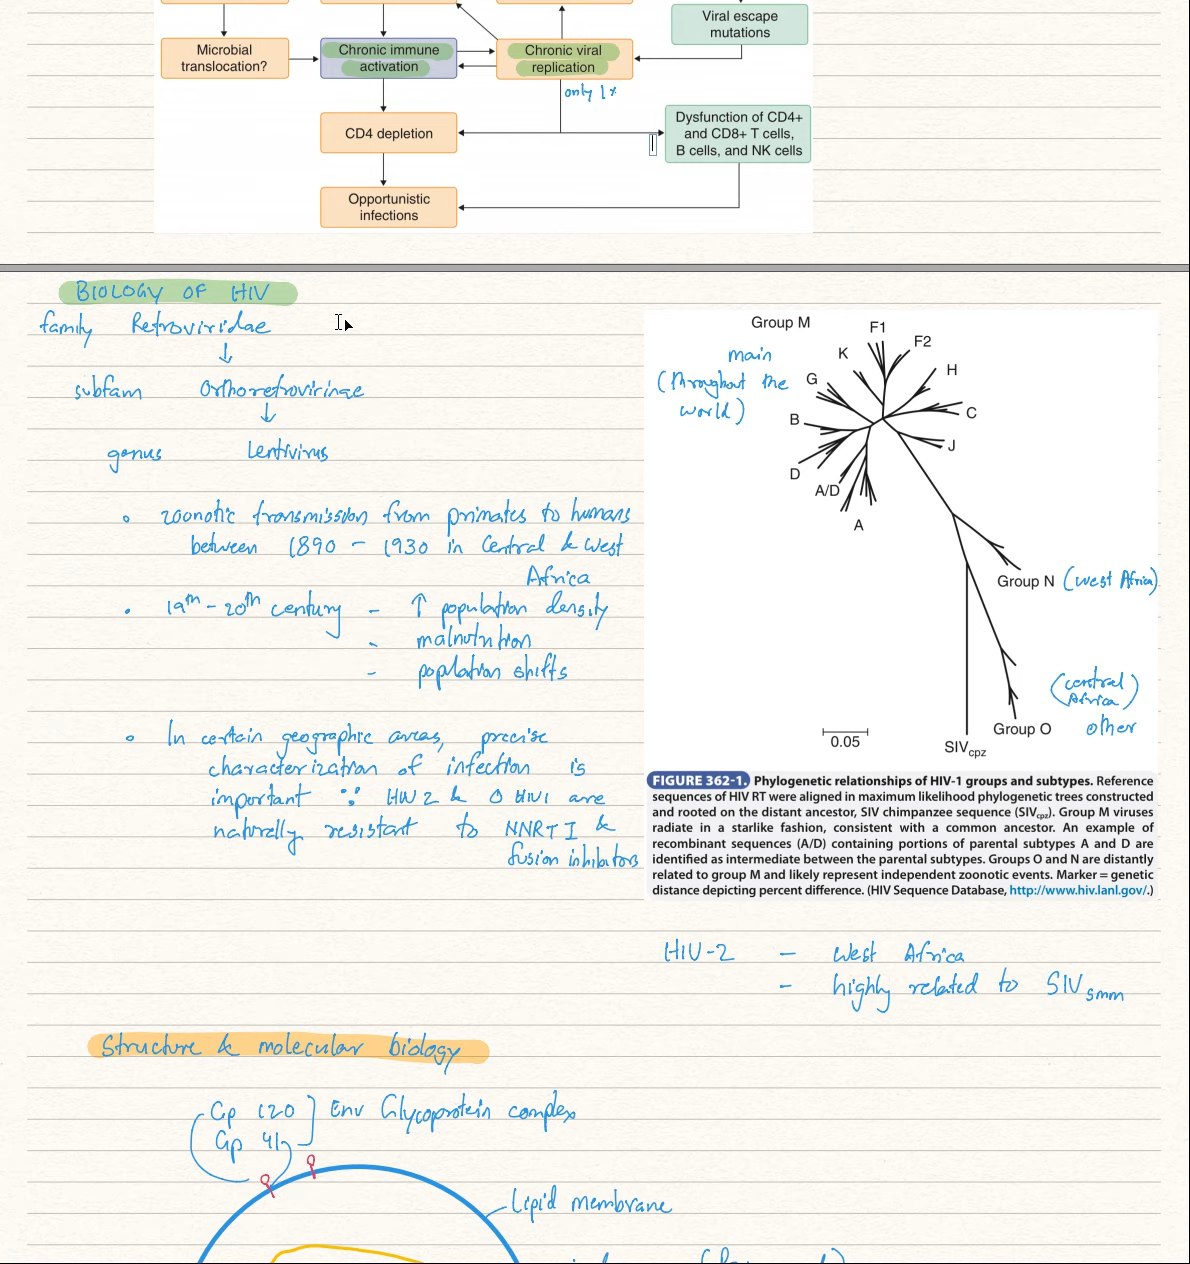 Viral escape
mutations
Microbial
translocation?
Chronic immune
activation
Chronic viral
replication
only 1°
CD4 depletion
Dysfunction of CD4+
and CD8+ T cells,
B cells, and NK cells
Opportunistic
infections
BIOLOGY OF HIV
family Retroviridae
↓
subfam Orthoretrovirinae
↓
genus Lentivirus
• zoonotic transmission from primates to humans
between 1890 - 1930 in Central & West
Africa
• 19th - 20th century - ↑ population density
- malnutrition
- population shifts
• In certain geographic areas, precise
characterization of infection is
important ∵ HIV 2 & O HIV1 are
naturally resistant to NNRTI &
fusion inhibitors
Group M
main
(throughout the
world)
F1
F2
K
H
G
C
B
J
D
A/D
A
Group N (West Africa)
(central
Africa)
Group O other
0.05
SIVcpz
FIGURE 362-1. Phylogenetic relationships of HIV-1 groups and subtypes. Reference
sequences of HIV RT were aligned in maximum likelihood phylogenetic trees constructed
and rooted on the distant ancestor, SIV chimpanzee sequence (SIVcpz). Group M viruses
radiate in a starlike fashion, consistent with a common ancestor. An example of
recombinant sequences (A/D) containing portions of parental subtypes A and D are
identified as intermediate between the parental subtypes. Groups O and N are distantly
related to group M and likely represent independent zoonotic events. Marker = genetic
distance depicting percent difference. (HIV Sequence Database, http://www.hiv.lanl.gov/.)
HIV-2 - West Africa
- highly related to SIVsmm
Structure & molecular biology
Gp 120 ] Env Glycoprotein complex
Gp 41
Lipid membrane